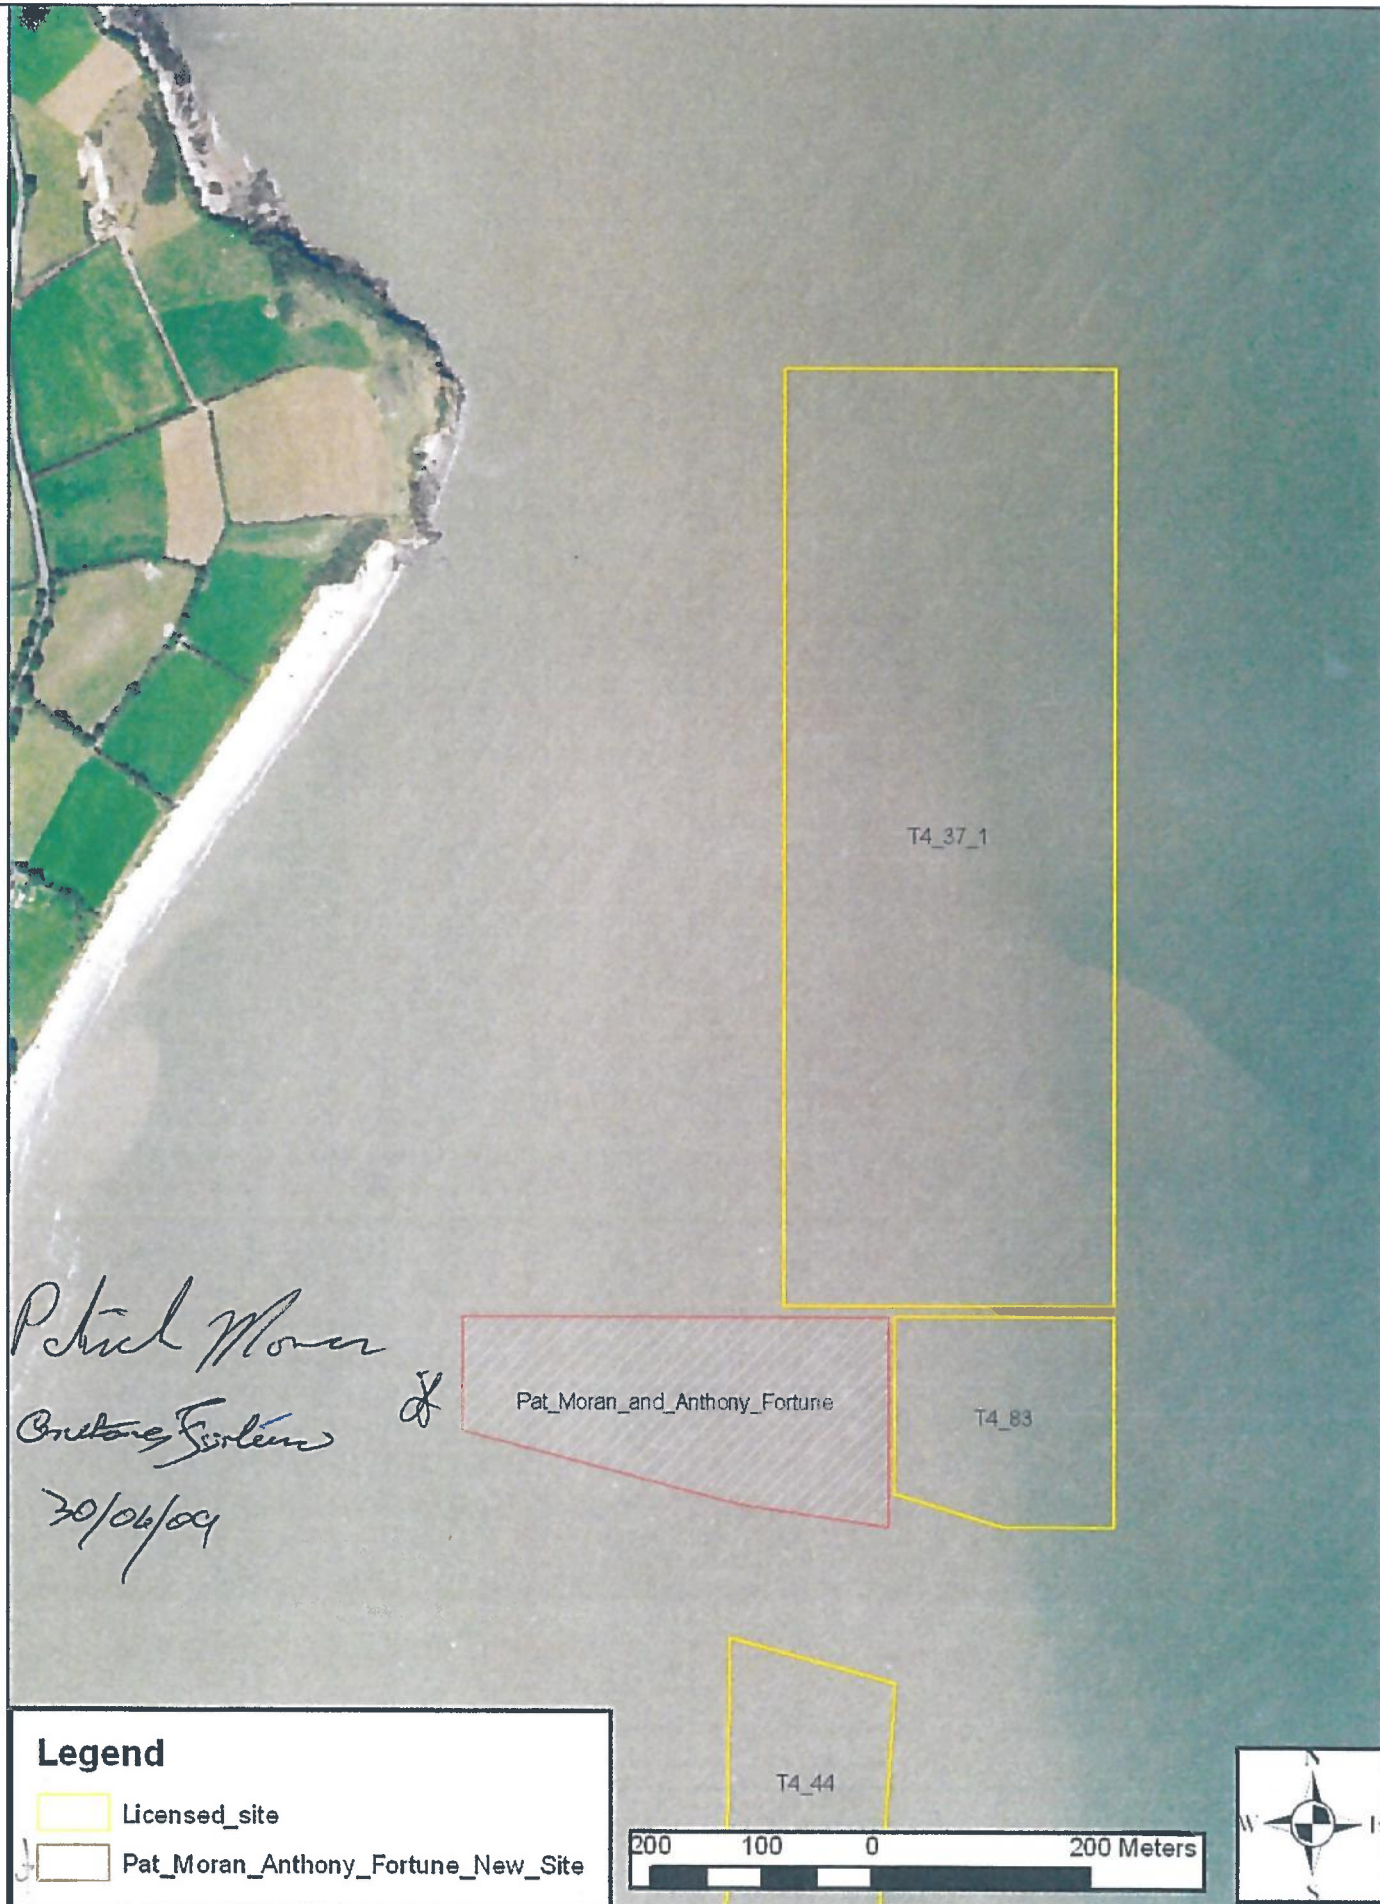 T4_37_1
Patrick Moran
Pat_Moran_and_Anthony_Fortune
T4_83
Anthony Fortune
30/06/09
T4_44
Legend
Licensed_site
Pat_Moran_Anthony_Fortune_New_Site
200 100 0 200 Meters
N
W
S